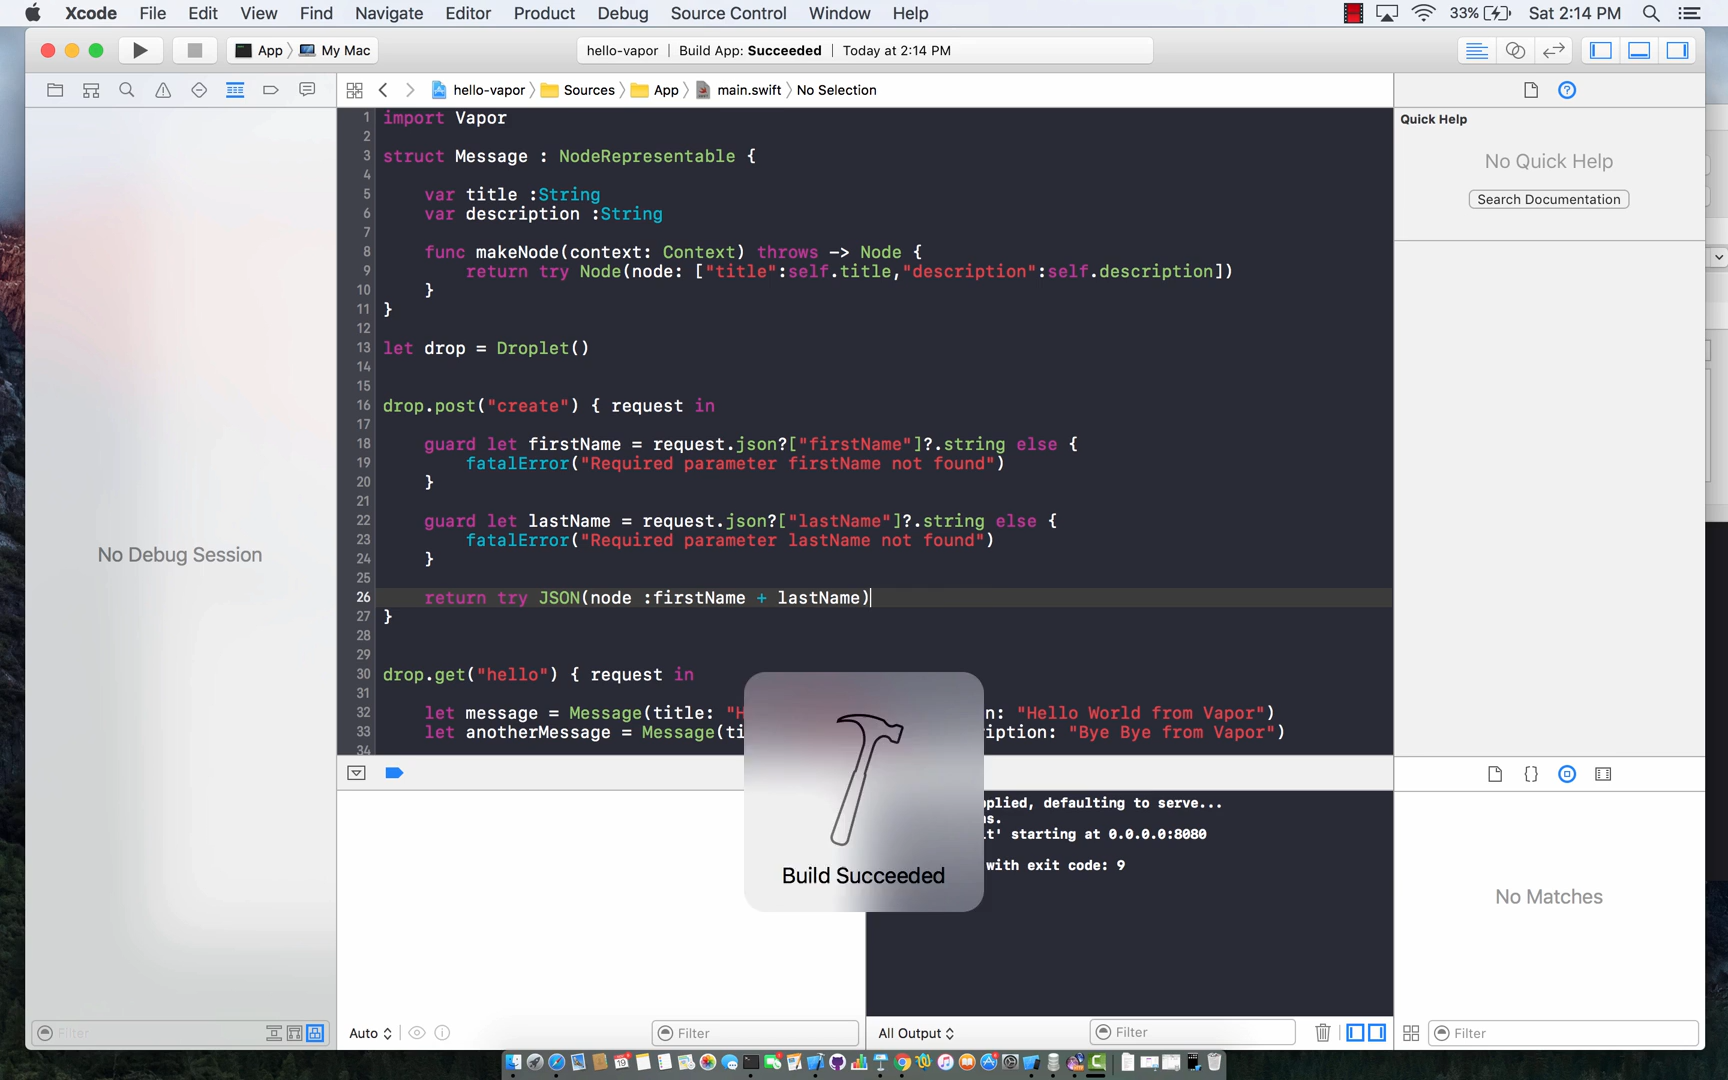 Xcode File Edit View Find Navigate Editor Product Debug Source Control Window Help 33% Sat 2:14 PM
App My Mac hello-vapor Build App: Succeeded Today at 2:14 PM
hello-vapor Sources App main.swift No Selection
1 import Vapor
2
3 struct Message : NodeRepresentable {
4
5 var title :String
6 var description :String
7
8 func makeNode(context: Context) throws -> Node {
9 return try Node(node: ["title":self.title,"description":self.description])
10 }
11 }
12
13 let drop = Droplet()
14
15
16 drop.post("create") { request in
17
18 guard let firstName = request.json?["firstName"]?.string else {
19 fatalError("Required parameter firstName not found")
20 }
21
22 guard let lastName = request.json?["lastName"]?.string else {
23 fatalError("Required parameter lastName not found")
24 }
25
26 return try JSON(node :firstName + lastName)
27 }
28
29
30 drop.get("hello") { request in
31
32 let message = Message(title: "H n: "Hello World from Vapor")
33 let anotherMessage = Message(ti iption: "Bye Bye from Vapor")
34
No Debug Session
Quick Help
No Quick Help
Search Documentation
Build Succeeded
plied, defaulting to serve...
ns.
t' starting at 0.0.0.0:8080
with exit code: 9
No Matches
Filter
Auto
Filter
All Output
Filter
Filter